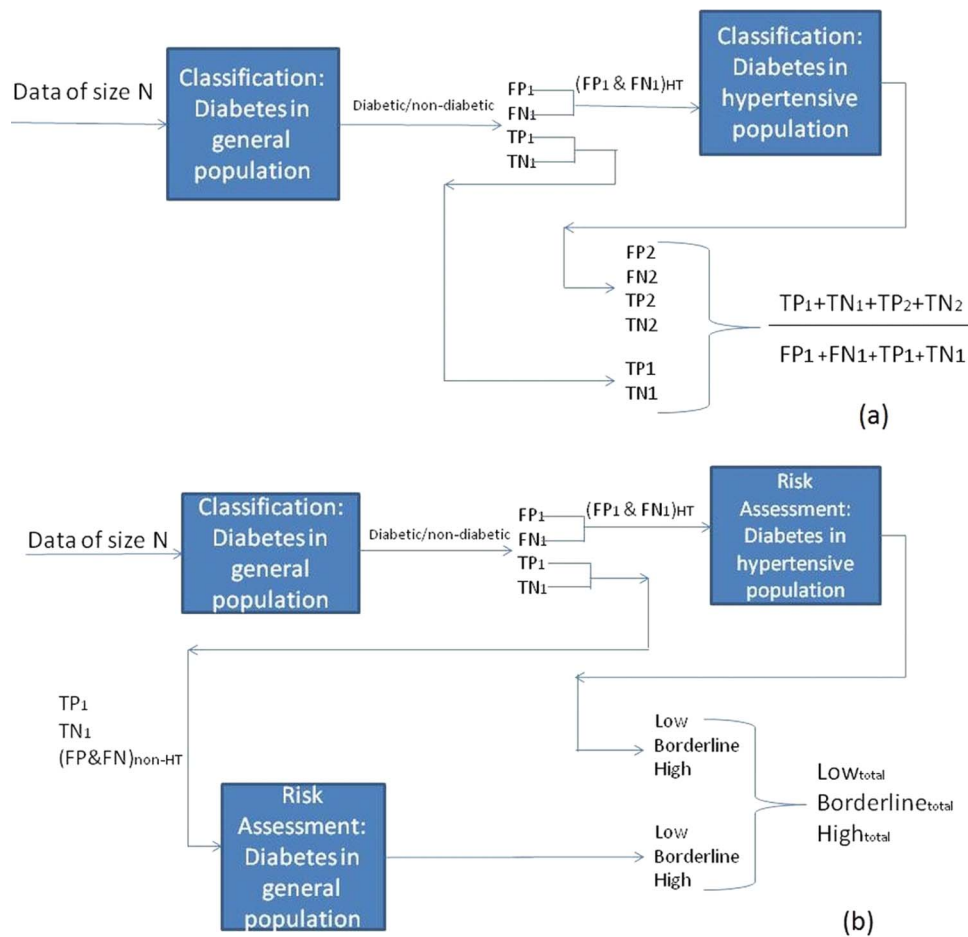 Data of size N
Classification:
Diabetes in
general
population
Diabetic/non-diabetic
FP1
FN1
TP1
TN1
(FP1 & FN1)HT
Classification:
Diabetes in
hypertensive
population
FP2
FN2
TP2
TN2
TP1
TN1
TP1+TN1+TP2+TN2
FP1+FN1+TP1+TN1
(a)
Data of size N
Classification:
Diabetes in
general
population
Diabetic/non-diabetic
FP1
FN1
TP1
TN1
(FP1 & FN1)HT
Risk
Assessment:
Diabetes in
hypertensive
population
TP1
TN1
(FP&FN)non-HT
Risk
Assessment:
Diabetes in
general
population
Low
Borderline
High
Low
Borderline
High
Lowtotal
Borderlinetotal
Hightotal
(b)